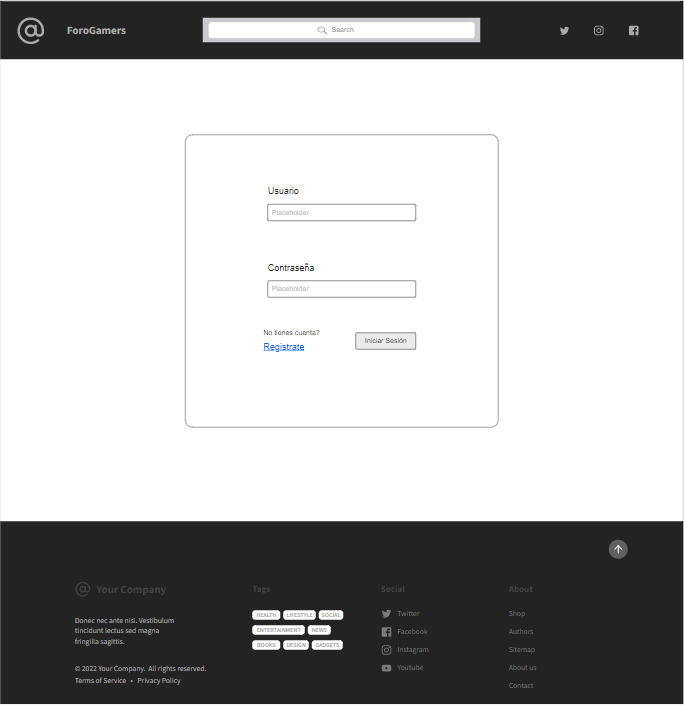 @ ForoGamers
Search
Usuario
Placeholder
Contraseña
Placeholder
No tienes cuenta?
Registrate
Iniciar Sesión
@ Your Company
Donec nec ante nisi. Vestibulum
tincidunt lectus sed magna
fringilla sagittis.
© 2022 Your Company. All rights reserved.
Terms of Service • Privacy Policy
Tags
HEALTH LIFESTYLE SOCIAL
ENTERTAINMENT NEWS
BOOKS DESIGN GADGETS
Social
Twitter
Facebook
Instagram
Youtube
About
Shop
Authors
Sitemap
About us
Contact